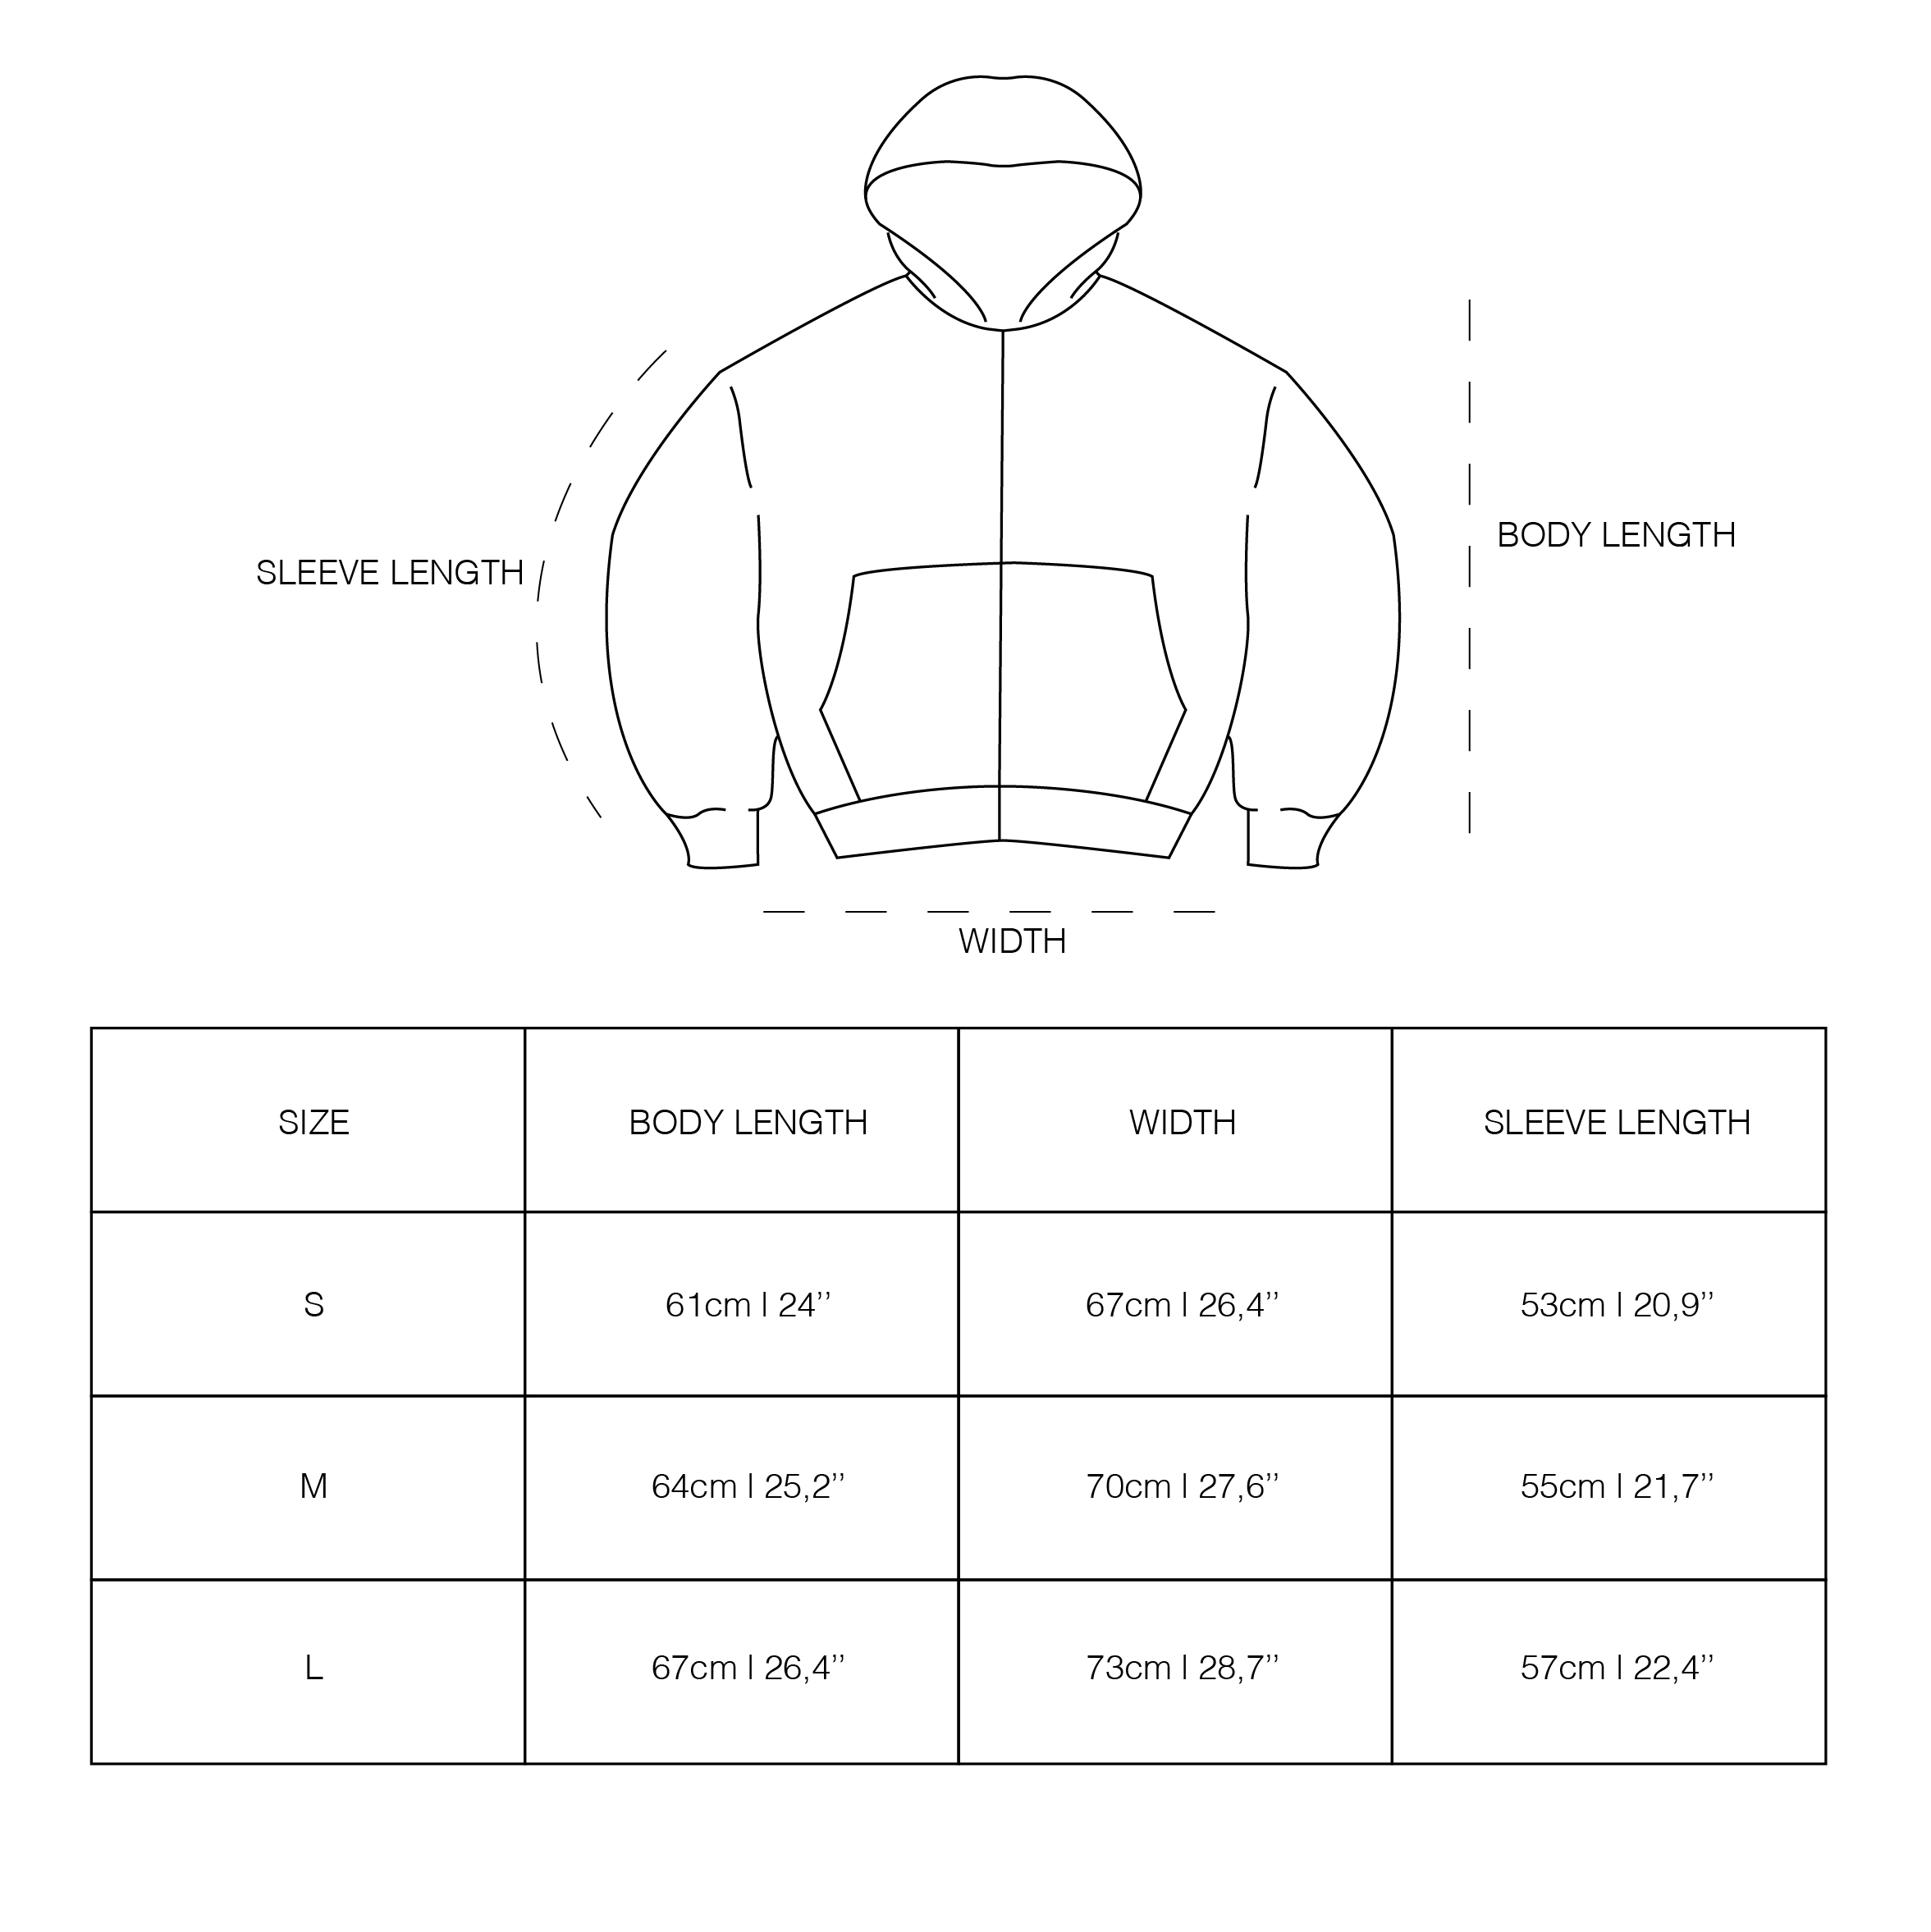 SLEEVE LENGTH
BODY LENGTH
WIDTH
SIZE BODY LENGTH WIDTH SLEEVE LENGTH
S 61cm | 24’’ 67cm | 26,4’’ 53cm | 20,9’’
M 64cm | 25,2’’ 70cm | 27,6’’ 55cm | 21,7’’
L 67cm | 26,4’’ 73cm | 28,7’’ 57cm | 22,4’’